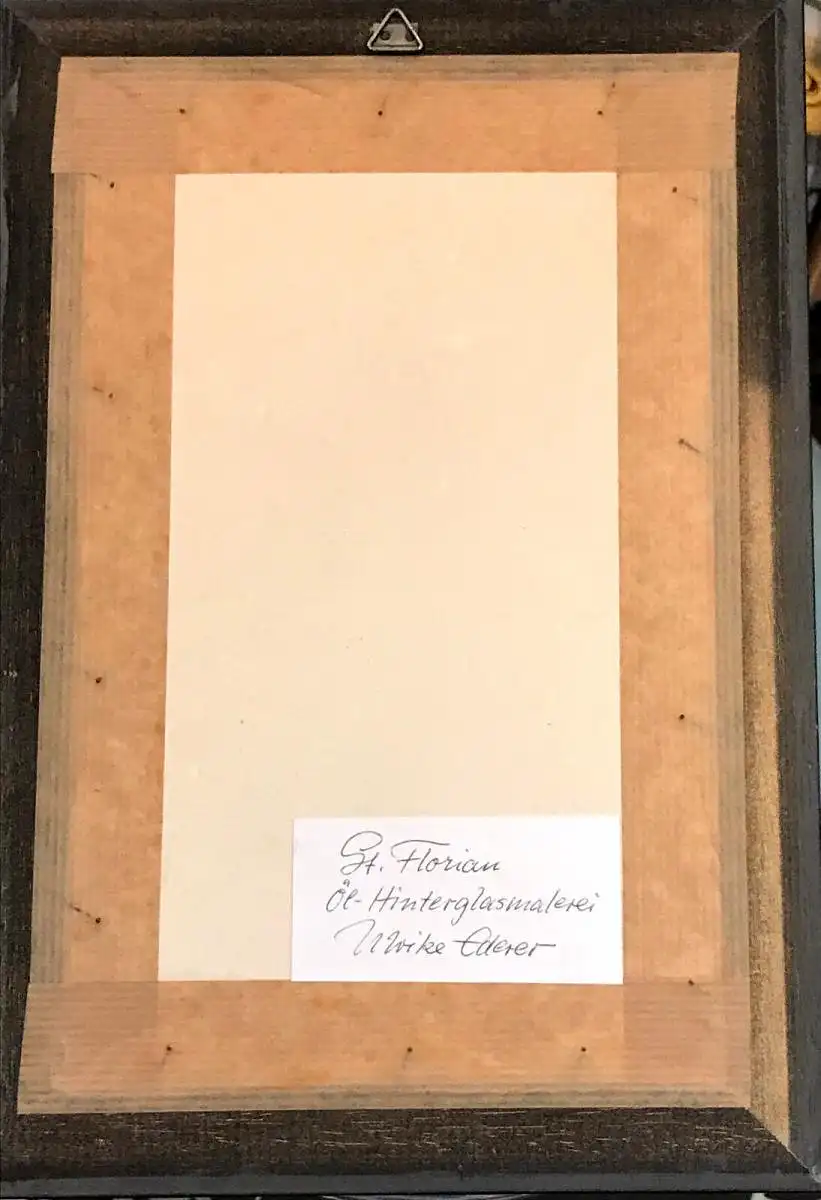 St. Florian
Öl-Hinterglasmalerei
Ulrike Ederer